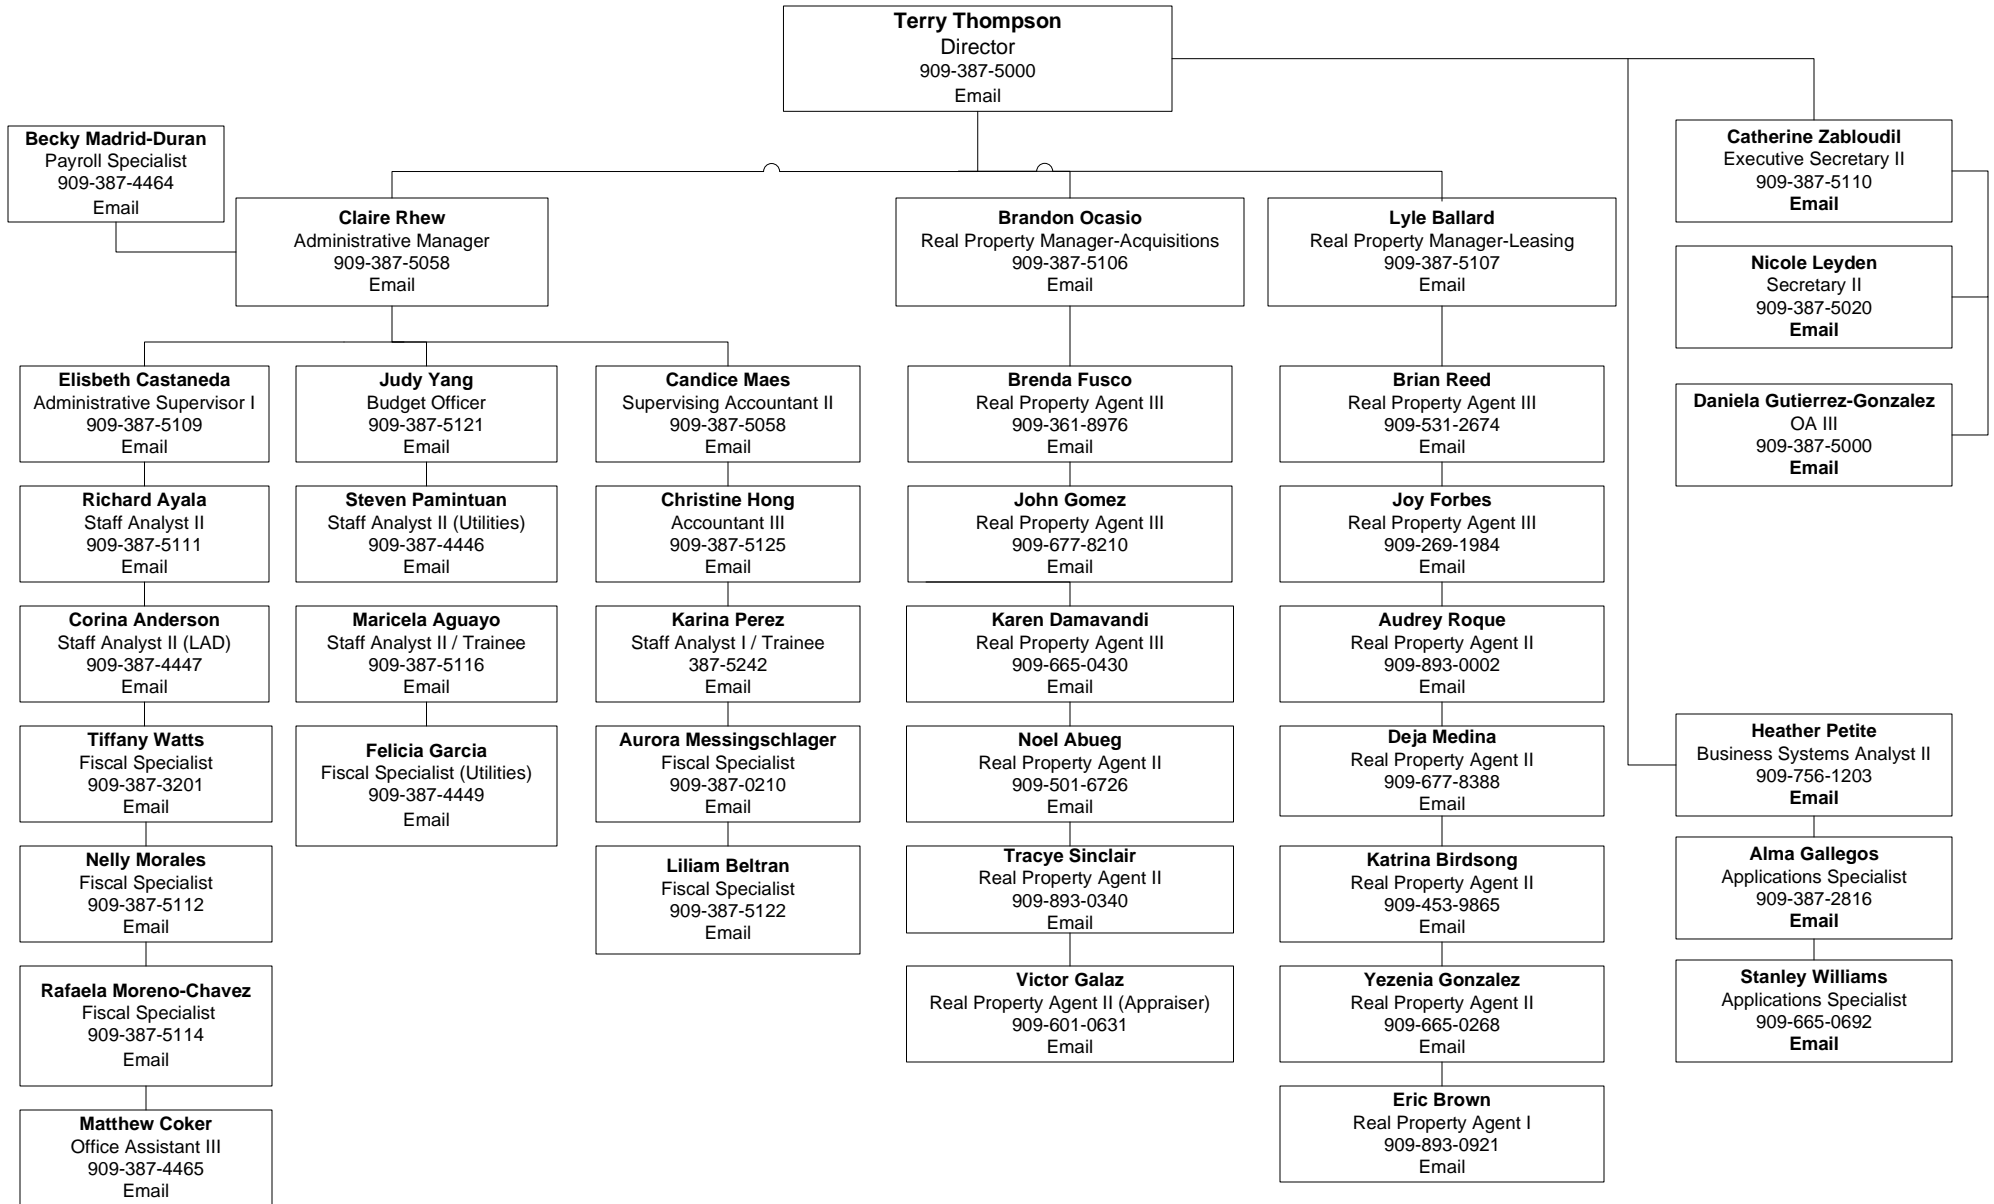 Terry Thompson
Director
909-387-5000
Email
Becky Madrid-Duran
Payroll Specialist
909-387-4464
Email
Catherine Zabloudil
Executive Secretary II
909-387-5110
Email
Claire Rhew
Administrative Manager
909-387-5058
Email
Brandon Ocasio
Real Property Manager-Acquisitions
909-387-5106
Email
Lyle Ballard
Real Property Manager-Leasing
909-387-5107
Email
Nicole Leyden
Secretary II
909-387-5020
Email
Daniela Gutierrez-Gonzalez
OA III
909-387-5000
Email
Elisbeth Castaneda
Administrative Supervisor I
909-387-5109
Email
Richard Ayala
Staff Analyst II
909-387-5111
Email
Corina Anderson
Staff Analyst II (LAD)
909-387-4447
Email
Tiffany Watts
Fiscal Specialist
909-387-3201
Email
Nelly Morales
Fiscal Specialist
909-387-5112
Email
Rafaela Moreno-Chavez
Fiscal Specialist
909-387-5114
Email
Matthew Coker
Office Assistant III
909-387-4465
Email
Judy Yang
Budget Officer
909-387-5121
Email
Steven Pamintuan
Staff Analyst II (Utilities)
909-387-4446
Email
Maricela Aguayo
Staff Analyst II / Trainee
909-387-5116
Email
Felicia Garcia
Fiscal Specialist (Utilities)
909-387-4449
Email
Candice Maes
Supervising Accountant II
909-387-5058
Email
Christine Hong
Accountant III
909-387-5125
Email
Karina Perez
Staff Analyst I / Trainee
387-5242
Email
Aurora Messingschlager
Fiscal Specialist
909-387-0210
Email
Liliam Beltran
Fiscal Specialist
909-387-5122
Email
Brenda Fusco
Real Property Agent III
909-361-8976
Email
John Gomez
Real Property Agent III
909-677-8210
Email
Karen Damavandi
Real Property Agent III
909-665-0430
Email
Noel Abueg
Real Property Agent II
909-501-6726
Email
Tracye Sinclair
Real Property Agent II
909-893-0340
Email
Victor Galaz
Real Property Agent II (Appraiser)
909-601-0631
Email
Brian Reed
Real Property Agent III
909-531-2674
Email
Joy Forbes
Real Property Agent III
909-269-1984
Email
Audrey Roque
Real Property Agent II
909-893-0002
Email
Deja Medina
Real Property Agent II
909-677-8388
Email
Katrina Birdsong
Real Property Agent II
909-453-9865
Email
Yezenia Gonzalez
Real Property Agent II
909-665-0268
Email
Eric Brown
Real Property Agent I
909-893-0921
Email
Heather Petite
Business Systems Analyst II
909-756-1203
Email
Alma Gallegos
Applications Specialist
909-387-2816
Email
Stanley Williams
Applications Specialist
909-665-0692
Email